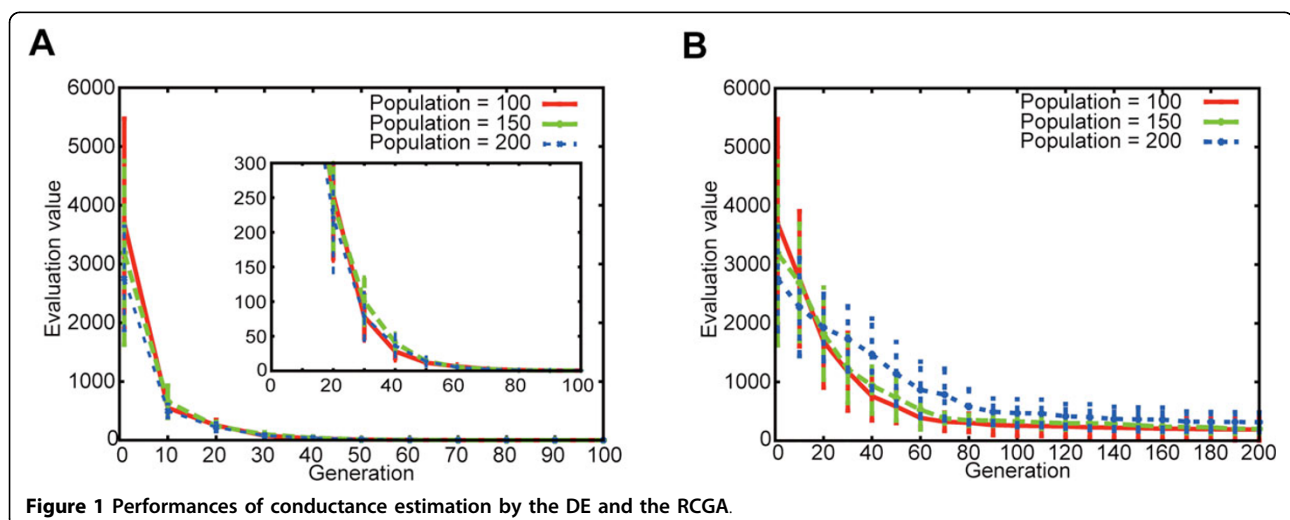 A
B
6000
5000
4000
3000
2000
1000
0
Evaluation value
Population = 100
Population = 150
Population = 200
300
250
200
150
100
50
0
0 20 40 60 80 100
0 10 20 30 40 50 60 70 80 90 100
Generation
6000
5000
4000
3000
2000
1000
0
Evaluation value
Population = 100
Population = 150
Population = 200
0 20 40 60 80 100 120 140 160 180 200
Generation
Figure 1 Performances of conductance estimation by the DE and the RCGA.